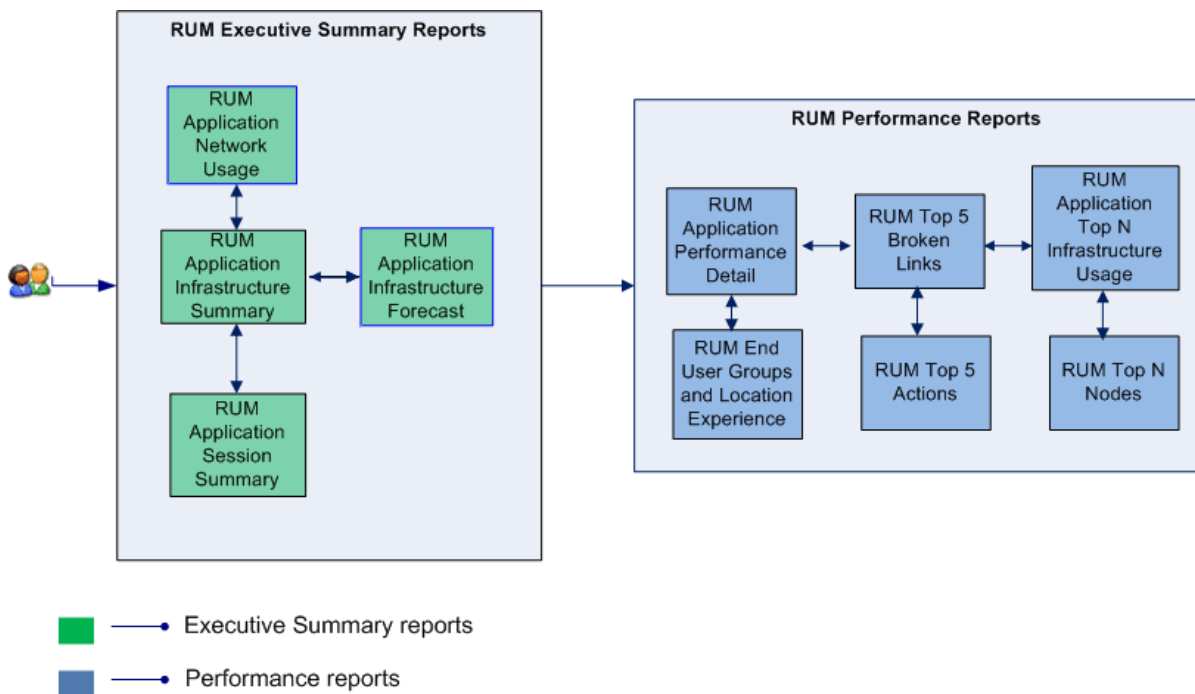 RUM Executive Summary Reports
RUM
Application
Network
Usage
RUM
Application
Infrastructure
Summary
RUM
Application
Infrastructure
Forecast
RUM
Application
Session
Summary
RUM Performance Reports
RUM
Application
Performance
Detail
RUM Top 5
Broken
Links
RUM
Application
Top N
Infrastructure
Usage
RUM End
User Groups
and Location
Experience
RUM Top 5
Actions
RUM Top N
Nodes
Executive Summary reports
Performance reports